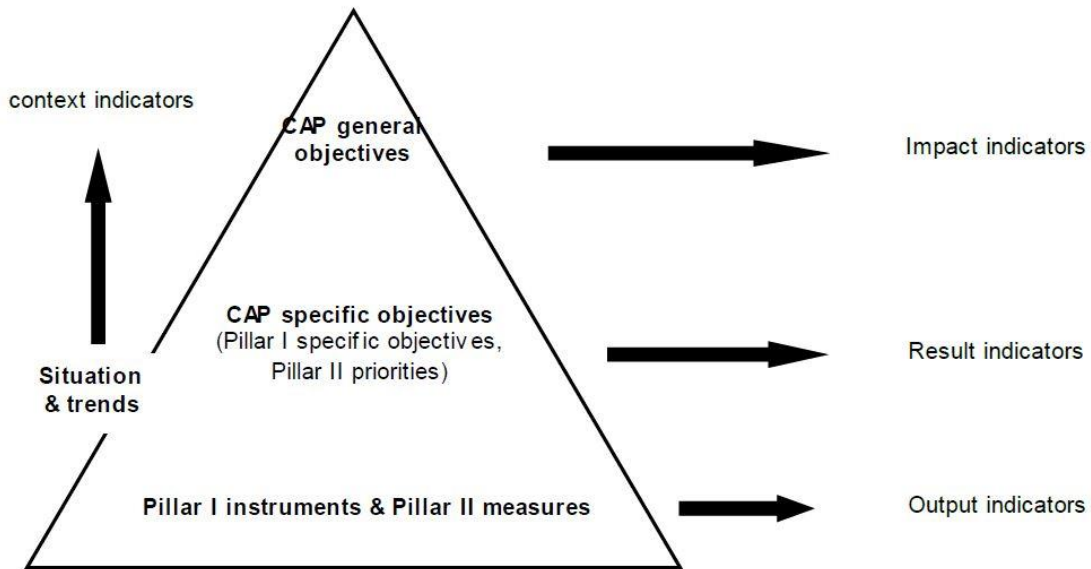 context indicators
CAP general
objectives
Impact indicators
CAP specific objectives
(Pillar I specific objectives,
Pillar II priorities)
Result indicators
Situation
& trends
Pillar I instruments & Pillar II measures
Output indicators